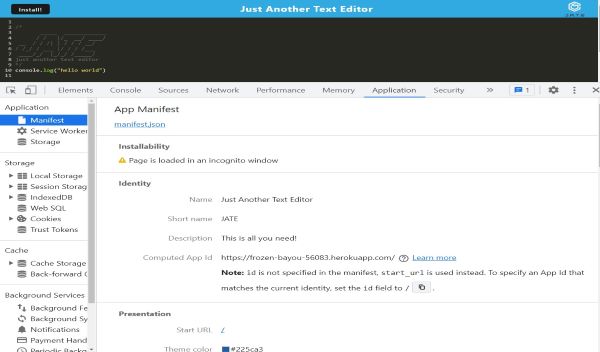 Install!
Just Another Text Editor
JATE
1
2 /*
3
4
5
6
7
8 just another text editor
9 */
10 console.log("hello world")
11
Elements Console Sources Network Performance Memory Application Security » 1
Application
Manifest
Service Worker
Storage
Storage
Local Storage
Session Storag
IndexedDB
Web SQL
Cookies
Trust Tokens
Cache
Cache Storage
Back-forward C
Background Services
Background Fe
Background Sy
Notifications
Payment Hand
Periodic Backg
App Manifest
manifest.json
Installability
Page is loaded in an incognito window
Identity
Name Just Another Text Editor
Short name JATE
Description This is all you need!
Computed App Id https://frozen-bayou-56083.herokuapp.com/ Learn more
Note: id is not specified in the manifest, start_url is used instead. To specify an App Id that
matches the current identity, set the id field to / .
Presentation
Start URL /
Theme color #225ca3